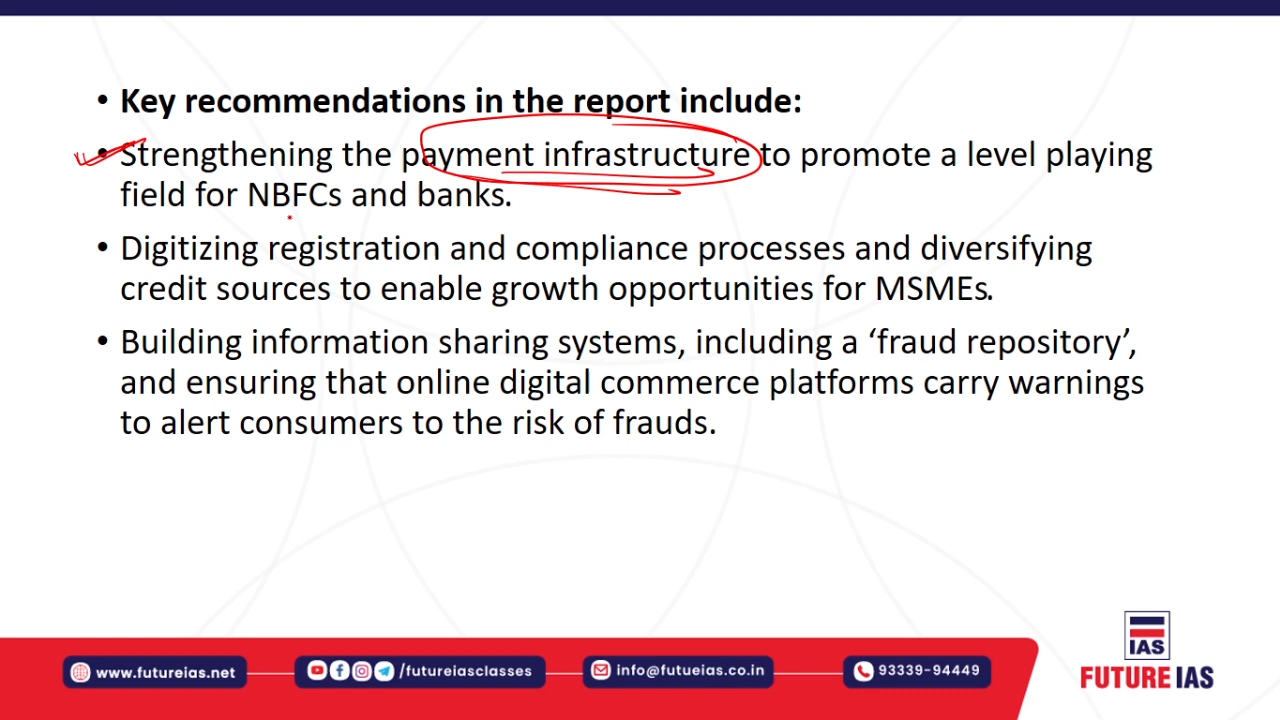 • Key recommendations in the report include:
• Strengthening the payment infrastructure to promote a level playing
field for NBFCs and banks.
• Digitizing registration and compliance processes and diversifying
credit sources to enable growth opportunities for MSMEs.
• Building information sharing systems, including a ‘fraud repository’,
and ensuring that online digital commerce platforms carry warnings
to alert consumers to the risk of frauds.
IAS
www.futureias.net
/futureiasclasses
info@futueias.co.in
93339-94449
FUTURE IAS